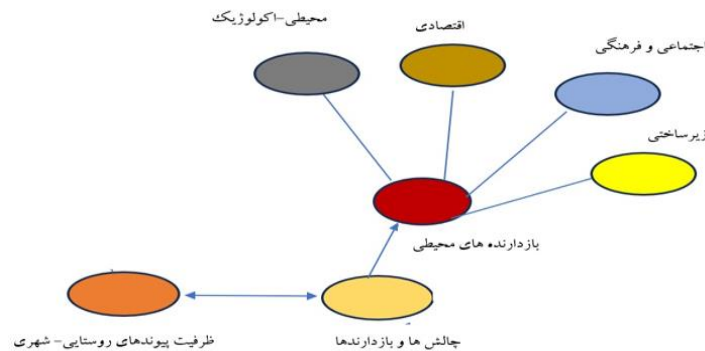 محیطی-اکولوژیک
اقتصادی
اجتماعی و فرهنگی
زیرساختی
بازدارنده های محیطی
چالش ها و بازدارندها
ظرفیت پیوندهای روستایی- شهری